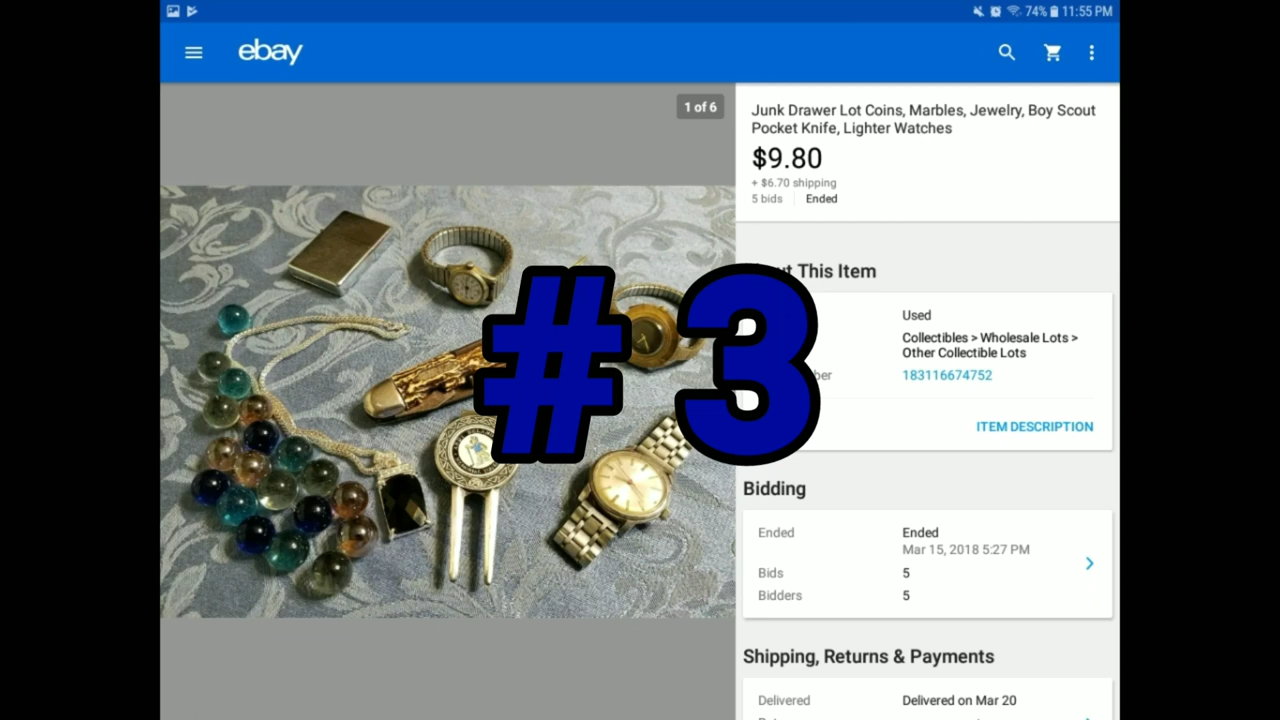 74% 11:55 PM
ebay
1 of 6
Junk Drawer Lot Coins, Marbles, Jewelry, Boy Scout
Pocket Knife, Lighter Watches
$9.80
+ $6.70 shipping
5 bids
Ended
This Item
Used
Collectibles > Wholesale Lots >
Other Collectible Lots
183116674752
ITEM DESCRIPTION
#3
Bidding
Ended
Ended
Mar 15, 2018 5:27 PM
Bids
5
Bidders
5
Shipping, Returns & Payments
Delivered
Delivered on Mar 20